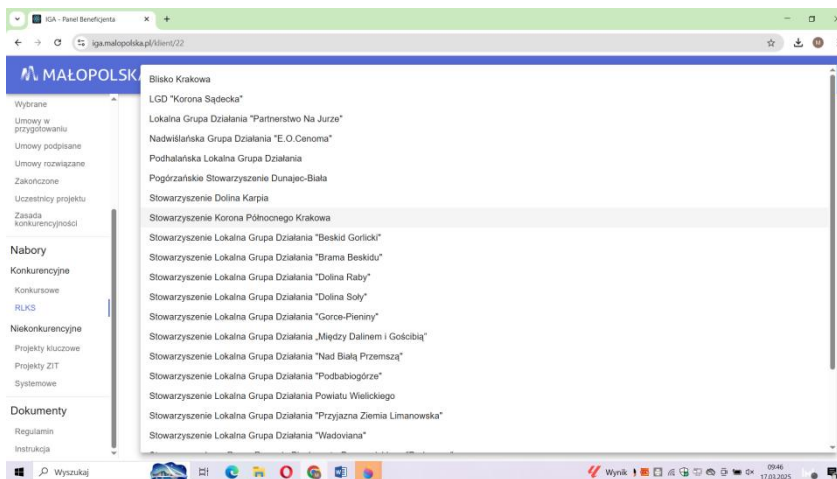 IGA - Panel Beneficjenta
iga.malopolska.pl/klient/22
MAŁOPOLSKA
Wybrane
Umowy w
przygotowaniu
Umowy podpisane
Umowy rozwiązane
Zakończone
Uczestnicy projektu
Zasada
konkurencyjności
Nabory
Konkurencyjne
Konkursowe
RLKS
Niekonkurencyjne
Projekty kluczowe
Projekty ZIT
Systemowe
Dokumenty
Regulamin
Instrukcja
Blisko Krakowa
LGD "Korona Sądecka"
Lokalna Grupa Działania "Partnerstwo Na Jurze"
Nadwiślańska Grupa Działania "E.O.Cenoma"
Podhalańska Lokalna Grupa Działania
Pogórzańskie Stowarzyszenie Dunajec-Biała
Stowarzyszenie Dolina Karpia
Stowarzyszenie Korona Północnego Krakowa
Stowarzyszenie Lokalna Grupa Działania "Beskid Gorlicki"
Stowarzyszenie Lokalna Grupa Działania "Brama Beskidu"
Stowarzyszenie Lokalna Grupa Działania "Dolina Raby"
Stowarzyszenie Lokalna Grupa Działania "Dolina Soły"
Stowarzyszenie Lokalna Grupa Działania "Gorce-Pieniny"
Stowarzyszenie Lokalna Grupa Działania „Między Dalinem i Gościbią"
Stowarzyszenie Lokalna Grupa Działania "Nad Białą Przemszą"
Stowarzyszenie Lokalna Grupa Działania "Podbabiogórze"
Stowarzyszenie Lokalna Grupa Działania Powiatu Wielickiego
Stowarzyszenie Lokalna Grupa Działania "Przyjazna Ziemia Limanowska"
Stowarzyszenie Lokalna Grupa Działania "Wadoviana"
Wyszukaj
Wynik
09:46
17.03.2025